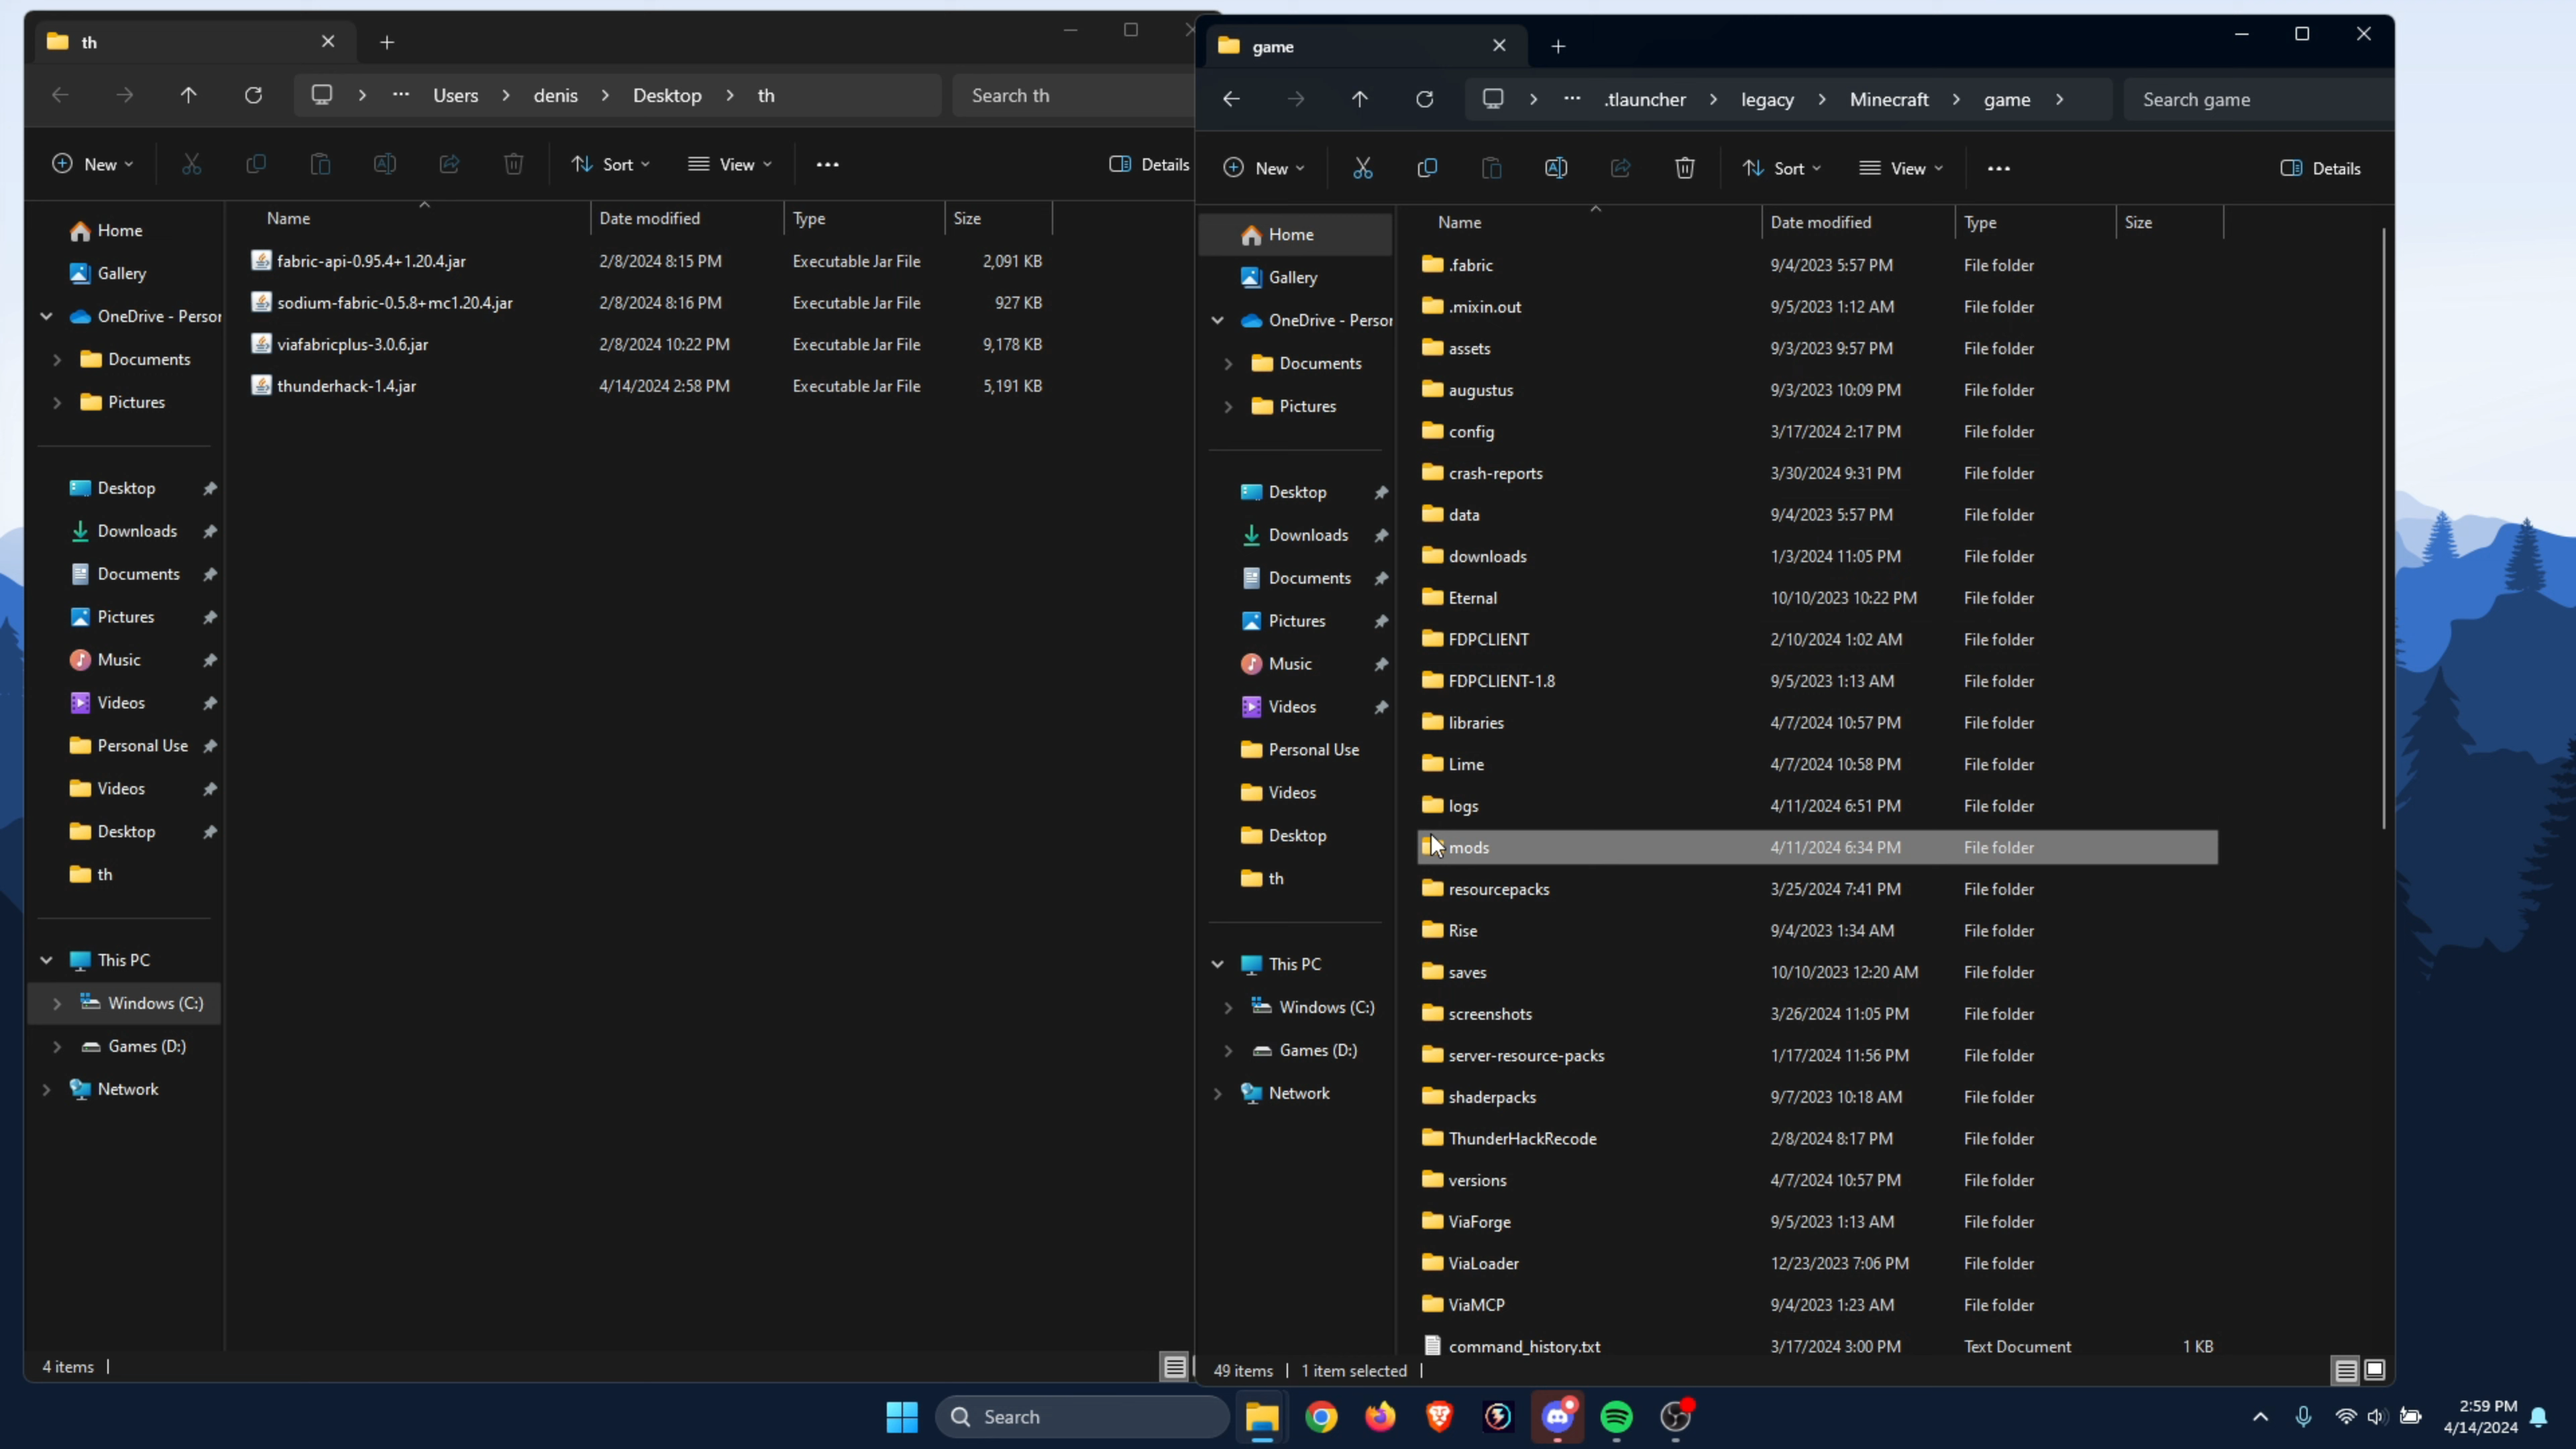 th
Users > denis > Desktop > th
Search th
New
Sort
View
Details
Name Date modified Type Size
Home
Gallery
OneDrive - Person
Documents
Pictures
Desktop
Downloads
Documents
Pictures
Music
Videos
Personal Use
Videos
Desktop
th
This PC
Windows (C:)
Games (D:)
Network
fabric-api-0.95.4+1.20.4.jar 2/8/2024 8:15 PM Executable Jar File 2,091 KB
sodium-fabric-0.5.8+mc1.20.4.jar 2/8/2024 8:16 PM Executable Jar File 927 KB
viafabricplus-3.0.6.jar 2/8/2024 10:22 PM Executable Jar File 9,178 KB
thunderhack-1.4.jar 4/14/2024 2:58 PM Executable Jar File 5,191 KB
4 items
game
.tlauncher > legacy > Minecraft > game >
Search game
New
Sort
View
Details
Name Date modified Type Size
Home
Gallery
OneDrive - Person
Documents
Pictures
Desktop
Downloads
Documents
Pictures
Music
Videos
Personal Use
Videos
Desktop
th
This PC
Windows (C:)
Games (D:)
Network
.fabric 9/4/2023 5:57 PM File folder
.mixin.out 9/5/2023 1:12 AM File folder
assets 9/3/2023 9:57 PM File folder
augustus 9/3/2023 10:09 PM File folder
config 3/17/2024 2:17 PM File folder
crash-reports 3/30/2024 9:31 PM File folder
data 9/4/2023 5:57 PM File folder
downloads 1/3/2024 11:05 PM File folder
Eternal 10/10/2023 10:22 PM File folder
FDPCLIENT 2/10/2024 1:02 AM File folder
FDPCLIENT-1.8 9/5/2023 1:13 AM File folder
libraries 4/7/2024 10:57 PM File folder
Lime 4/7/2024 10:58 PM File folder
logs 4/11/2024 6:51 PM File folder
mods 4/11/2024 6:34 PM File folder
resourcepacks 3/25/2024 7:41 PM File folder
Rise 9/4/2023 1:34 AM File folder
saves 10/10/2023 12:20 AM File folder
screenshots 3/26/2024 11:05 PM File folder
server-resource-packs 1/17/2024 11:56 PM File folder
shaderpacks 9/7/2023 10:18 AM File folder
ThunderHackRecode 2/8/2024 8:17 PM File folder
versions 4/7/2024 10:57 PM File folder
ViaForge 9/5/2023 1:13 AM File folder
ViaLoader 12/23/2023 7:06 PM File folder
ViaMCP 9/4/2023 1:23 AM File folder
command_history.txt 3/17/2024 3:00 PM Text Document 1 KB
49 items 1 item selected
Search
2:59 PM
4/14/2024